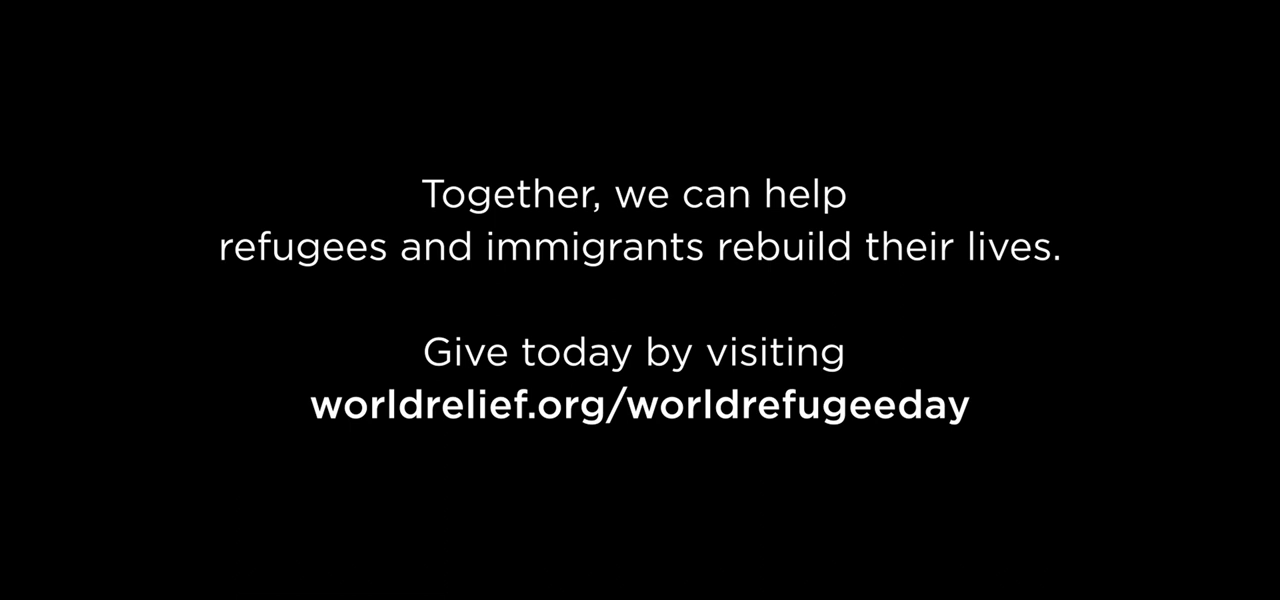 Together, we can help
refugees and immigrants rebuild their lives.
Give today by visiting
worldrelief.org/worldrefugeeday